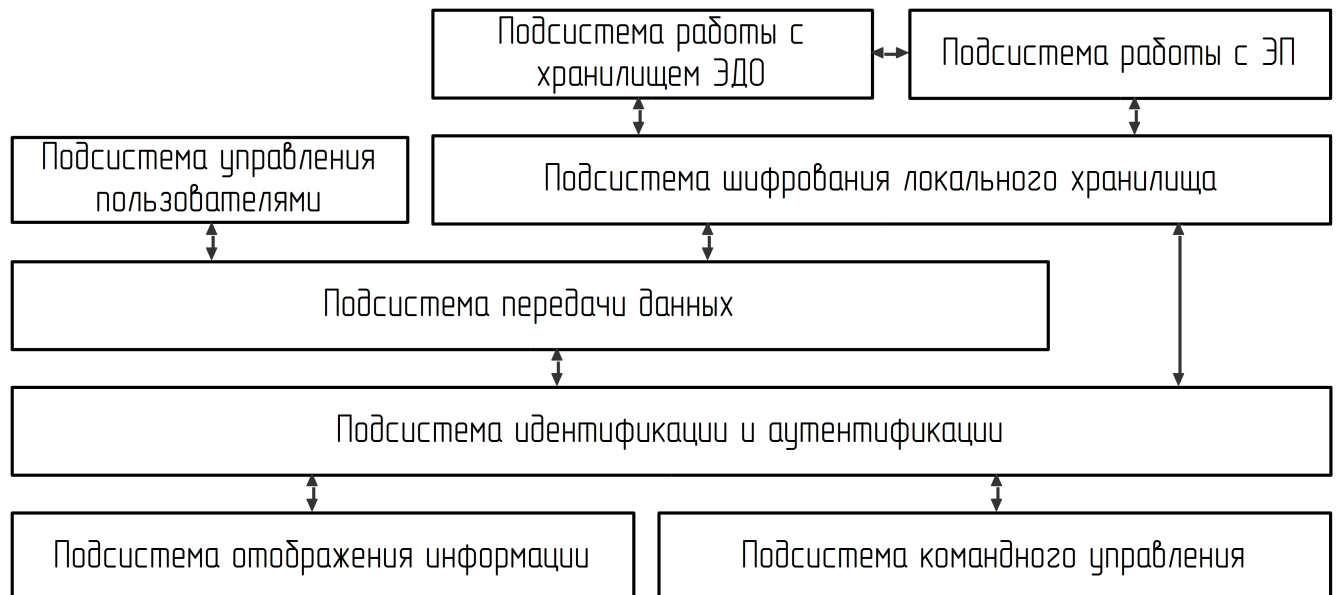 Подсистема работы с
хранилищем ЭДО
Подсистема работы с ЭП
Подсистема управления
пользователями
Подсистема шифрования локального хранилища
Подсистема передачи данных
Подсистема идентификации и аутентификации
Подсистема отображения информации
Подсистема командного управления